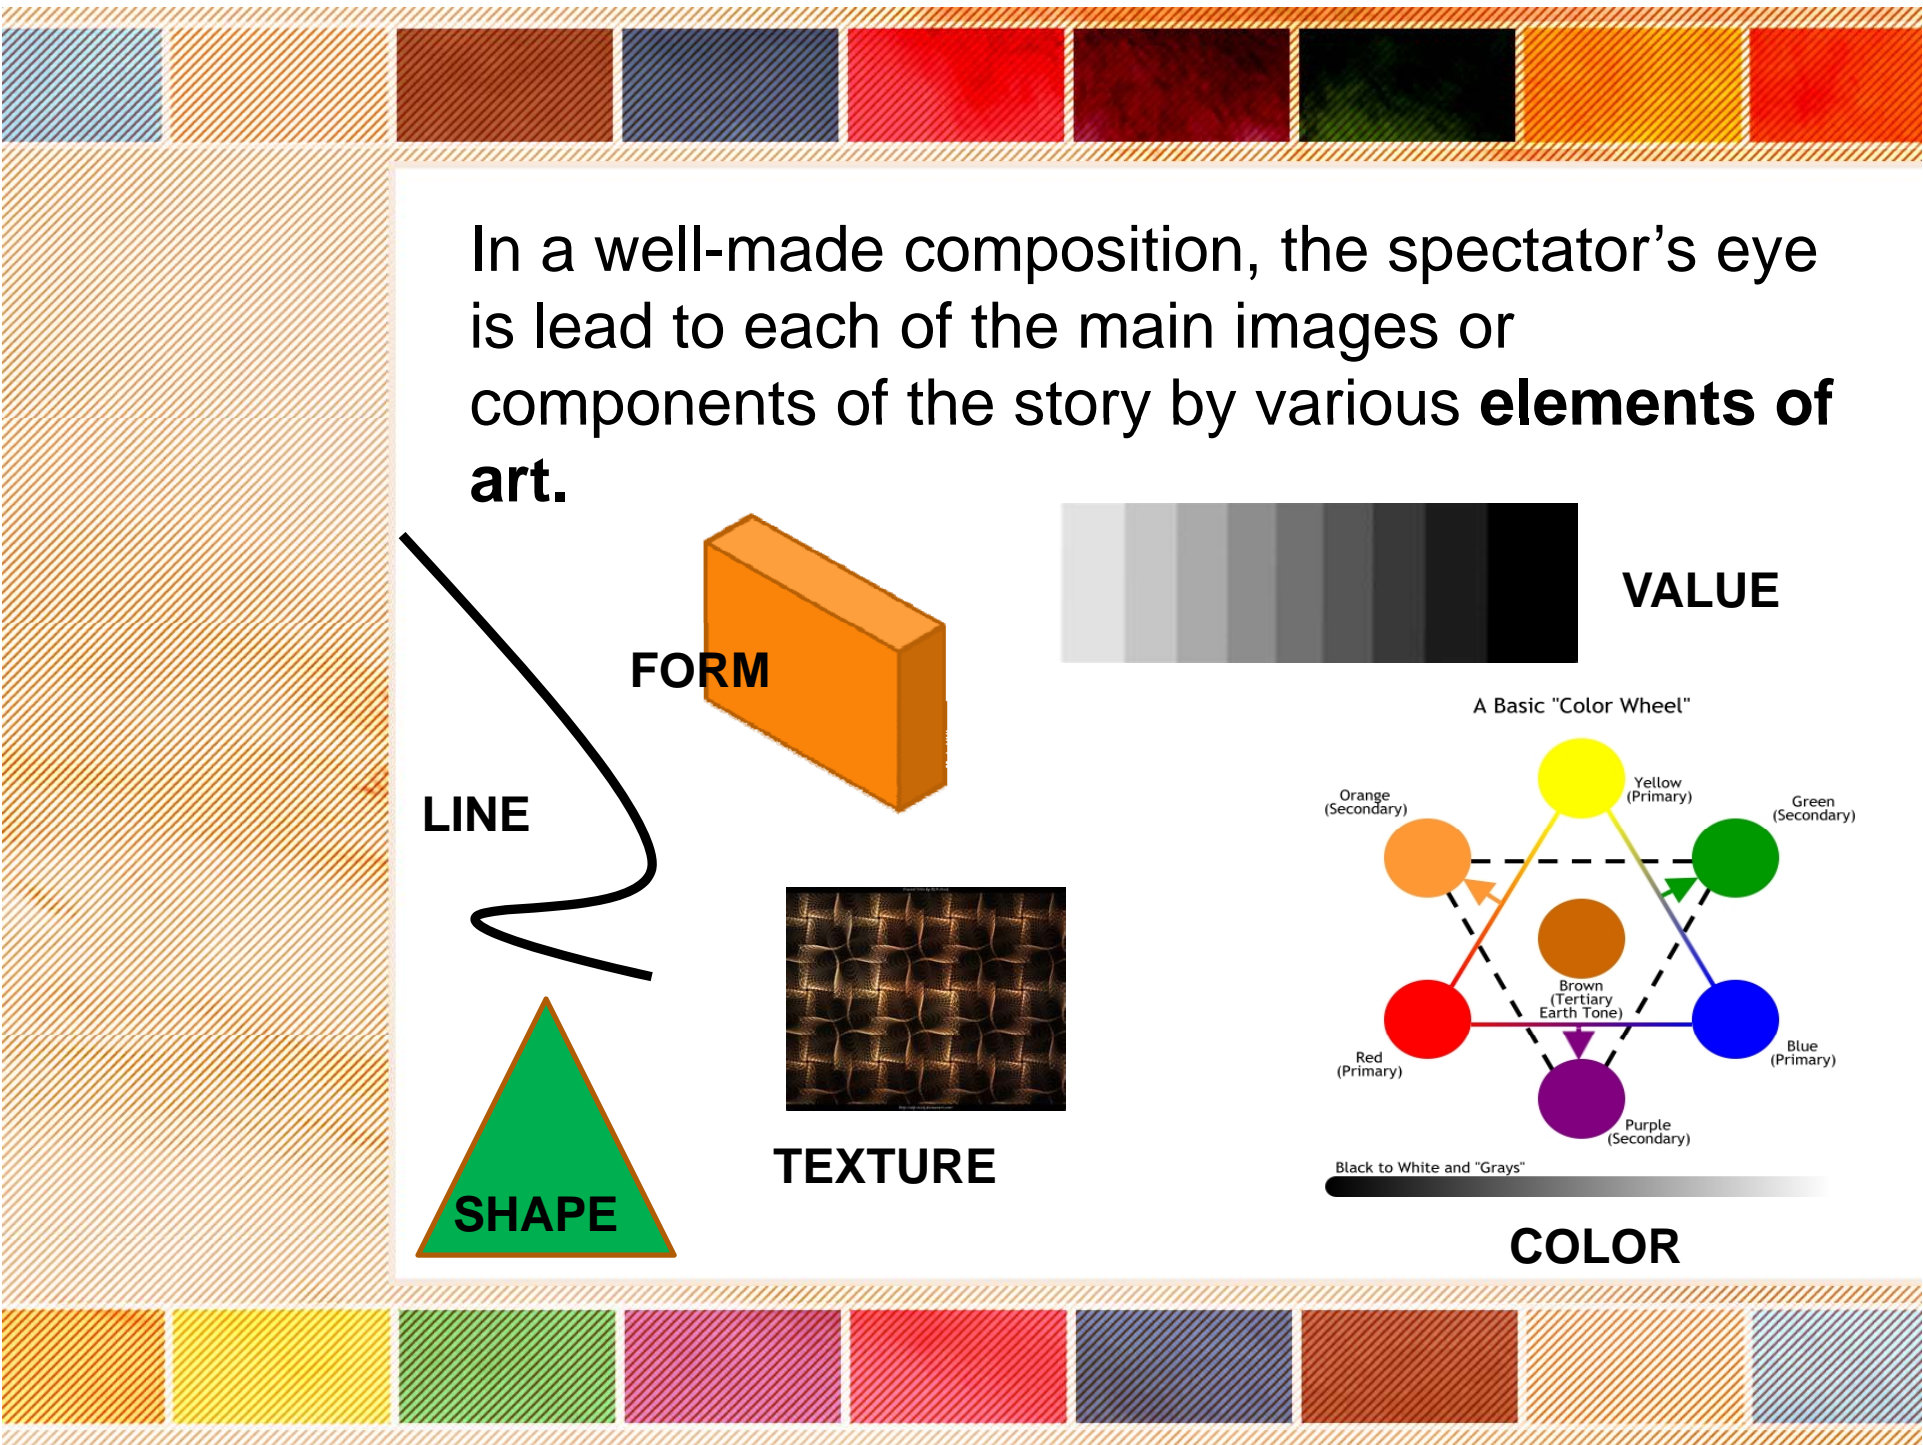 In a well-made composition, the spectator’s eye
is lead to each of the main images or
components of the story by various elements of
art.
VALUE
FORM
LINE
SHAPE
TEXTURE
A Basic "Color Wheel"
Yellow
(Primary)
Orange
(Secondary)
Green
(Secondary)
Brown
(Tertiary
Earth Tone)
Red
(Primary)
Blue
(Primary)
Purple
(Secondary)
Black to White and "Grays"
COLOR